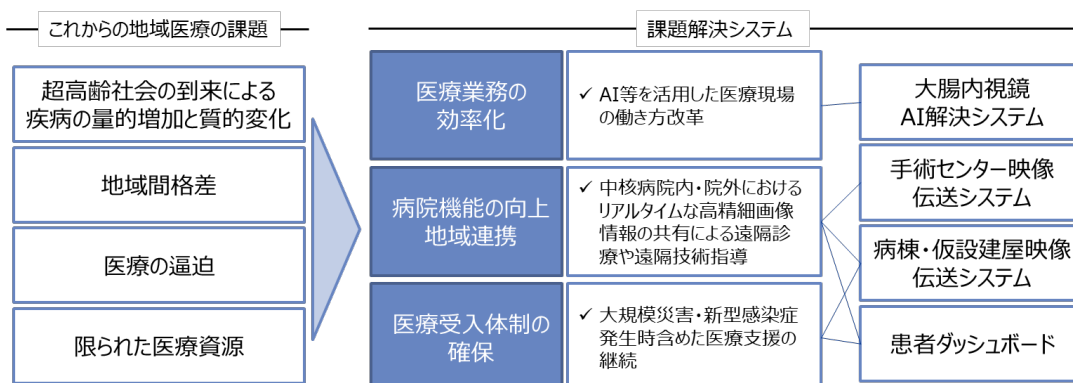 これからの地域医療の課題
課題解決システム
超高齢社会の到来による
疾病の量的増加と質的変化
地域間格差
医療の逼迫
限られた医療資源
医療業務の
効率化
✓ AI等を活用した医療現場
の働き方改革
病院機能の向上
地域連携
✓ 中核病院内・院外における
リアルタイムな高精細画像
情報の共有による遠隔診
療や遠隔技術指導
医療受入体制の
確保
✓ 大規模災害・新型感染症
発生時含めた医療支援の
継続
大腸内視鏡
AI解決システム
手術センター映像
伝送システム
病棟・仮設建屋映像
伝送システム
患者ダッシュボード